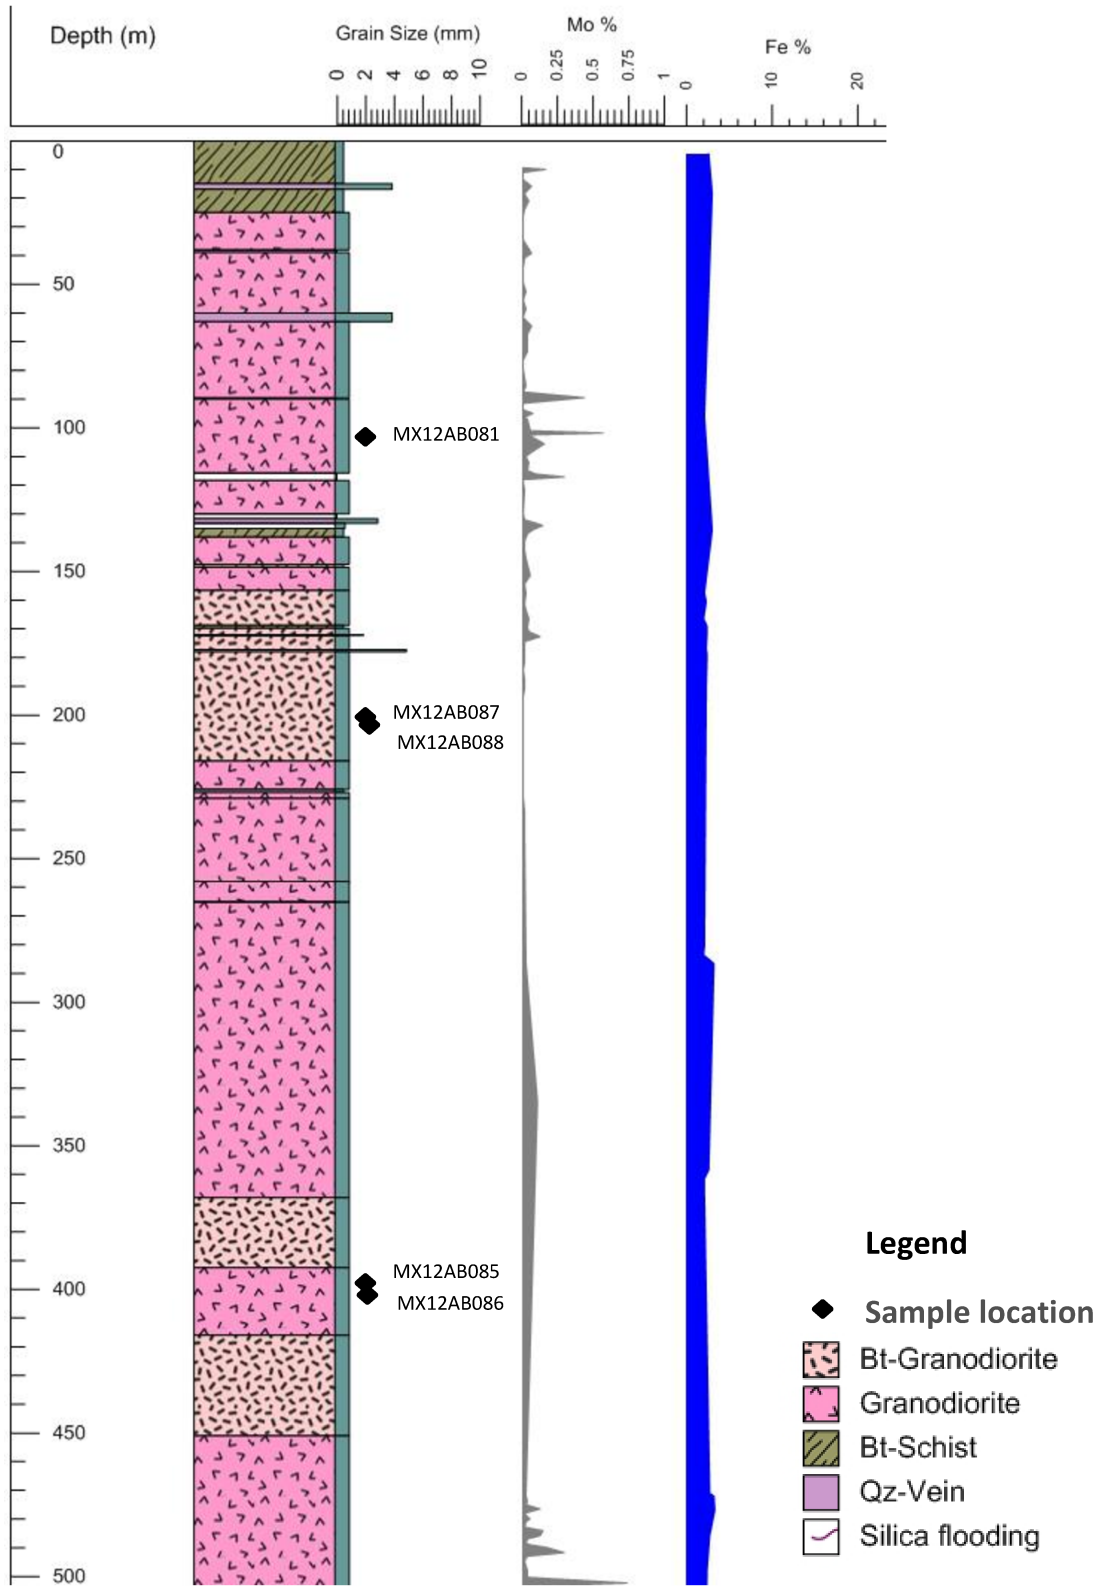 Depth (m)
Grain Size (mm)
Mo %
Fe %
0 2 4 6 8 10
0 0.25 0.5 0.75 1
0 10 20
0
50
100
MX12AB081
150
200
MX12AB087
MX12AB088
250
300
350
400
MX12AB085
MX12AB086
450
500
Legend
Sample location
Bt-Granodiorite
Granodiorite
Bt-Schist
Qz-Vein
Silica flooding